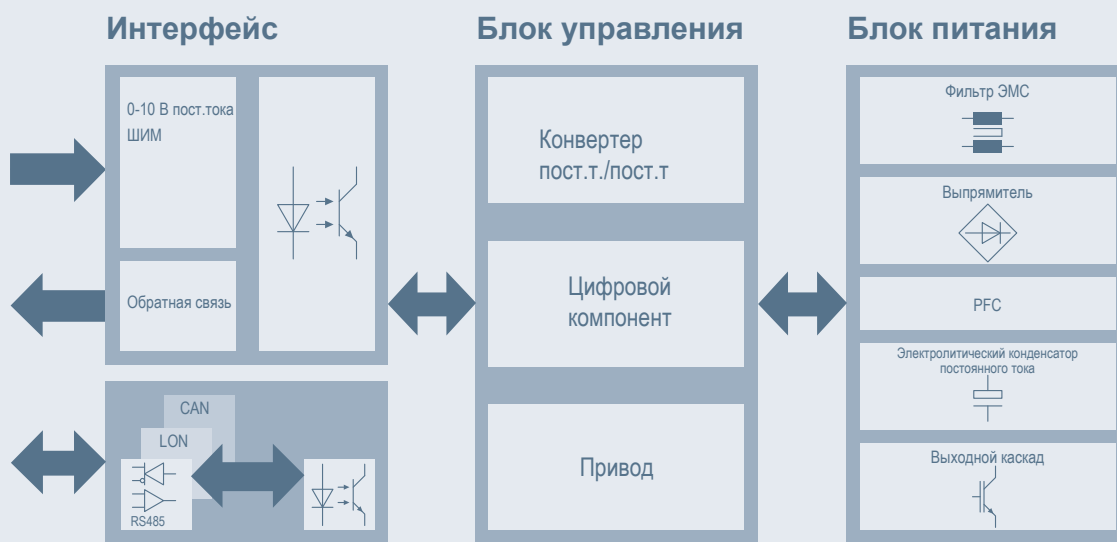 Интерфейс
0-10 В пост.тока
ШИМ
Обратная связь
CAN
LON
RS485
Блок управления
Конвертер
пост.т./пост.т
Цифровой
компонент
Привод
Блок питания
Фильтр ЭМС
Выпрямитель
PFC
Электролитический конденсатор
постоянного тока
Выходной каскад